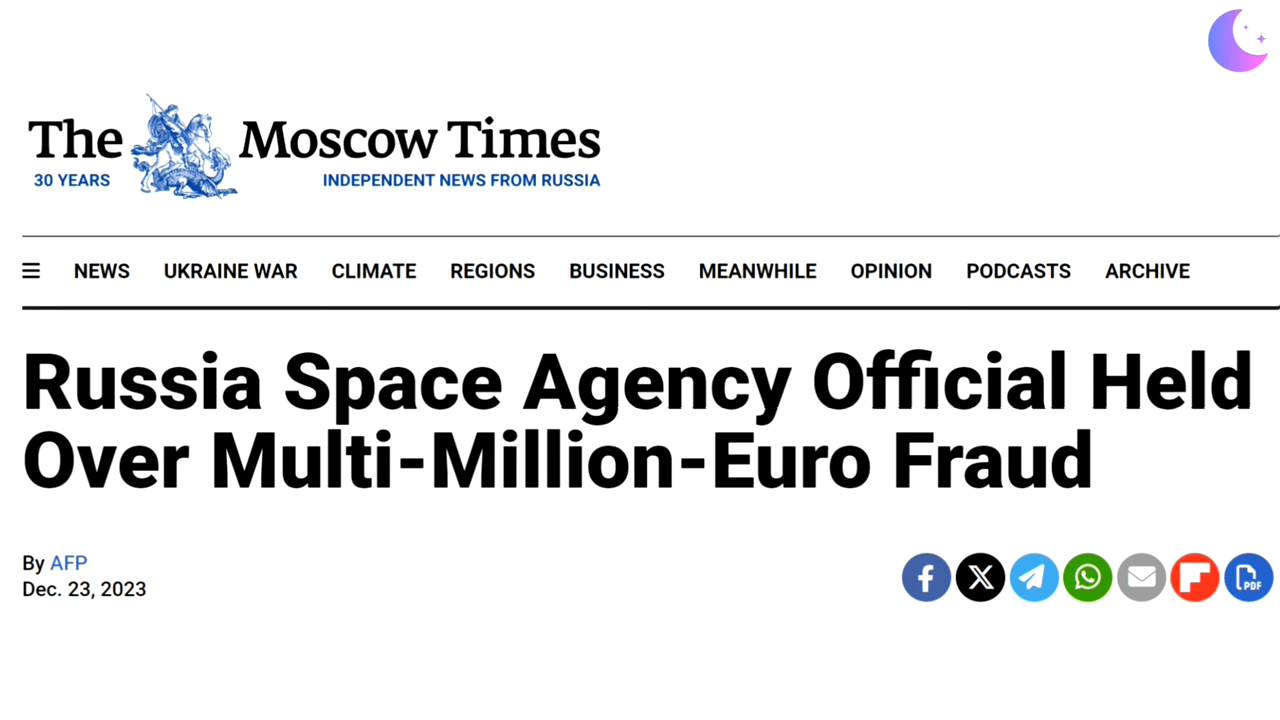 The Moscow Times
30 YEARS INDEPENDENT NEWS FROM RUSSIA
NEWS UKRAINE WAR CLIMATE REGIONS BUSINESS MEANWHILE OPINION PODCASTS ARCHIVE
Russia Space Agency Official Held
Over Multi-Million-Euro Fraud
By AFP
Dec. 23, 2023
PDF